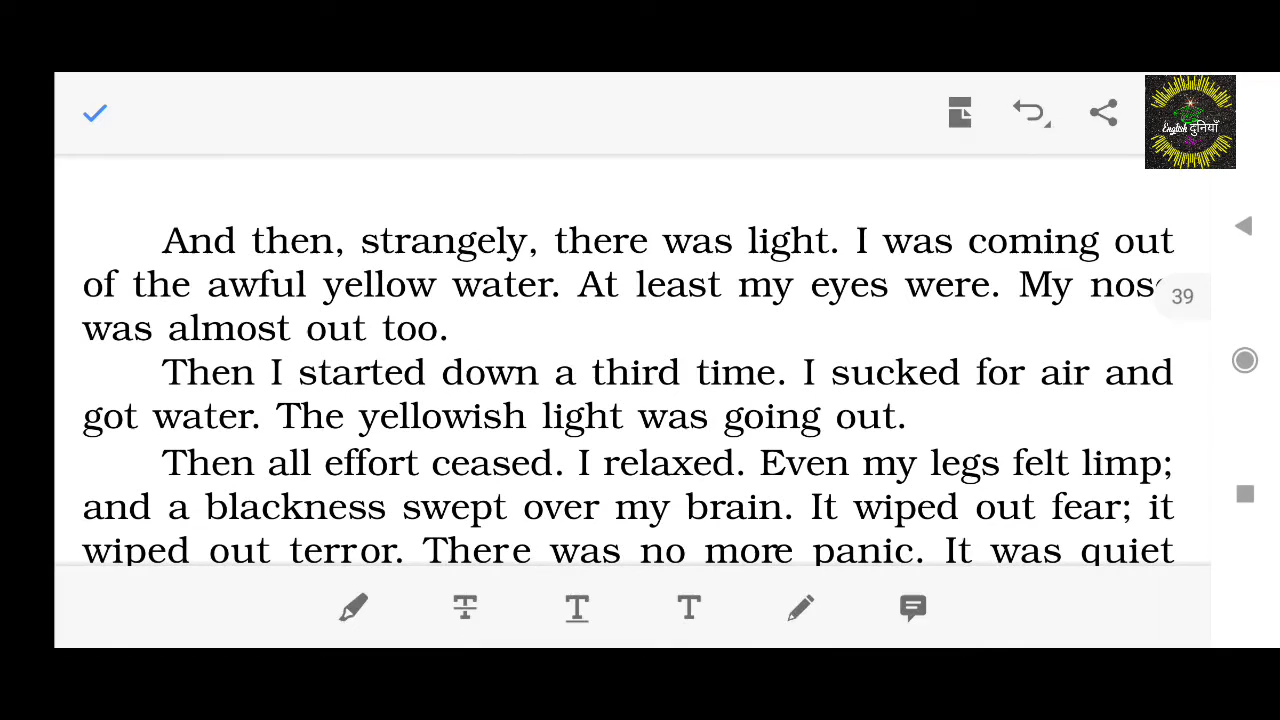 English दुनियाँ
And then, strangely, there was light. I was coming out
of the awful yellow water. At least my eyes were. My nose
39
was almost out too.
Then I started down a third time. I sucked for air and
got water. The yellowish light was going out.
Then all effort ceased. I relaxed. Even my legs felt limp;
and a blackness swept over my brain. It wiped out fear; it
wiped out terror. There was no more panic. It was quiet